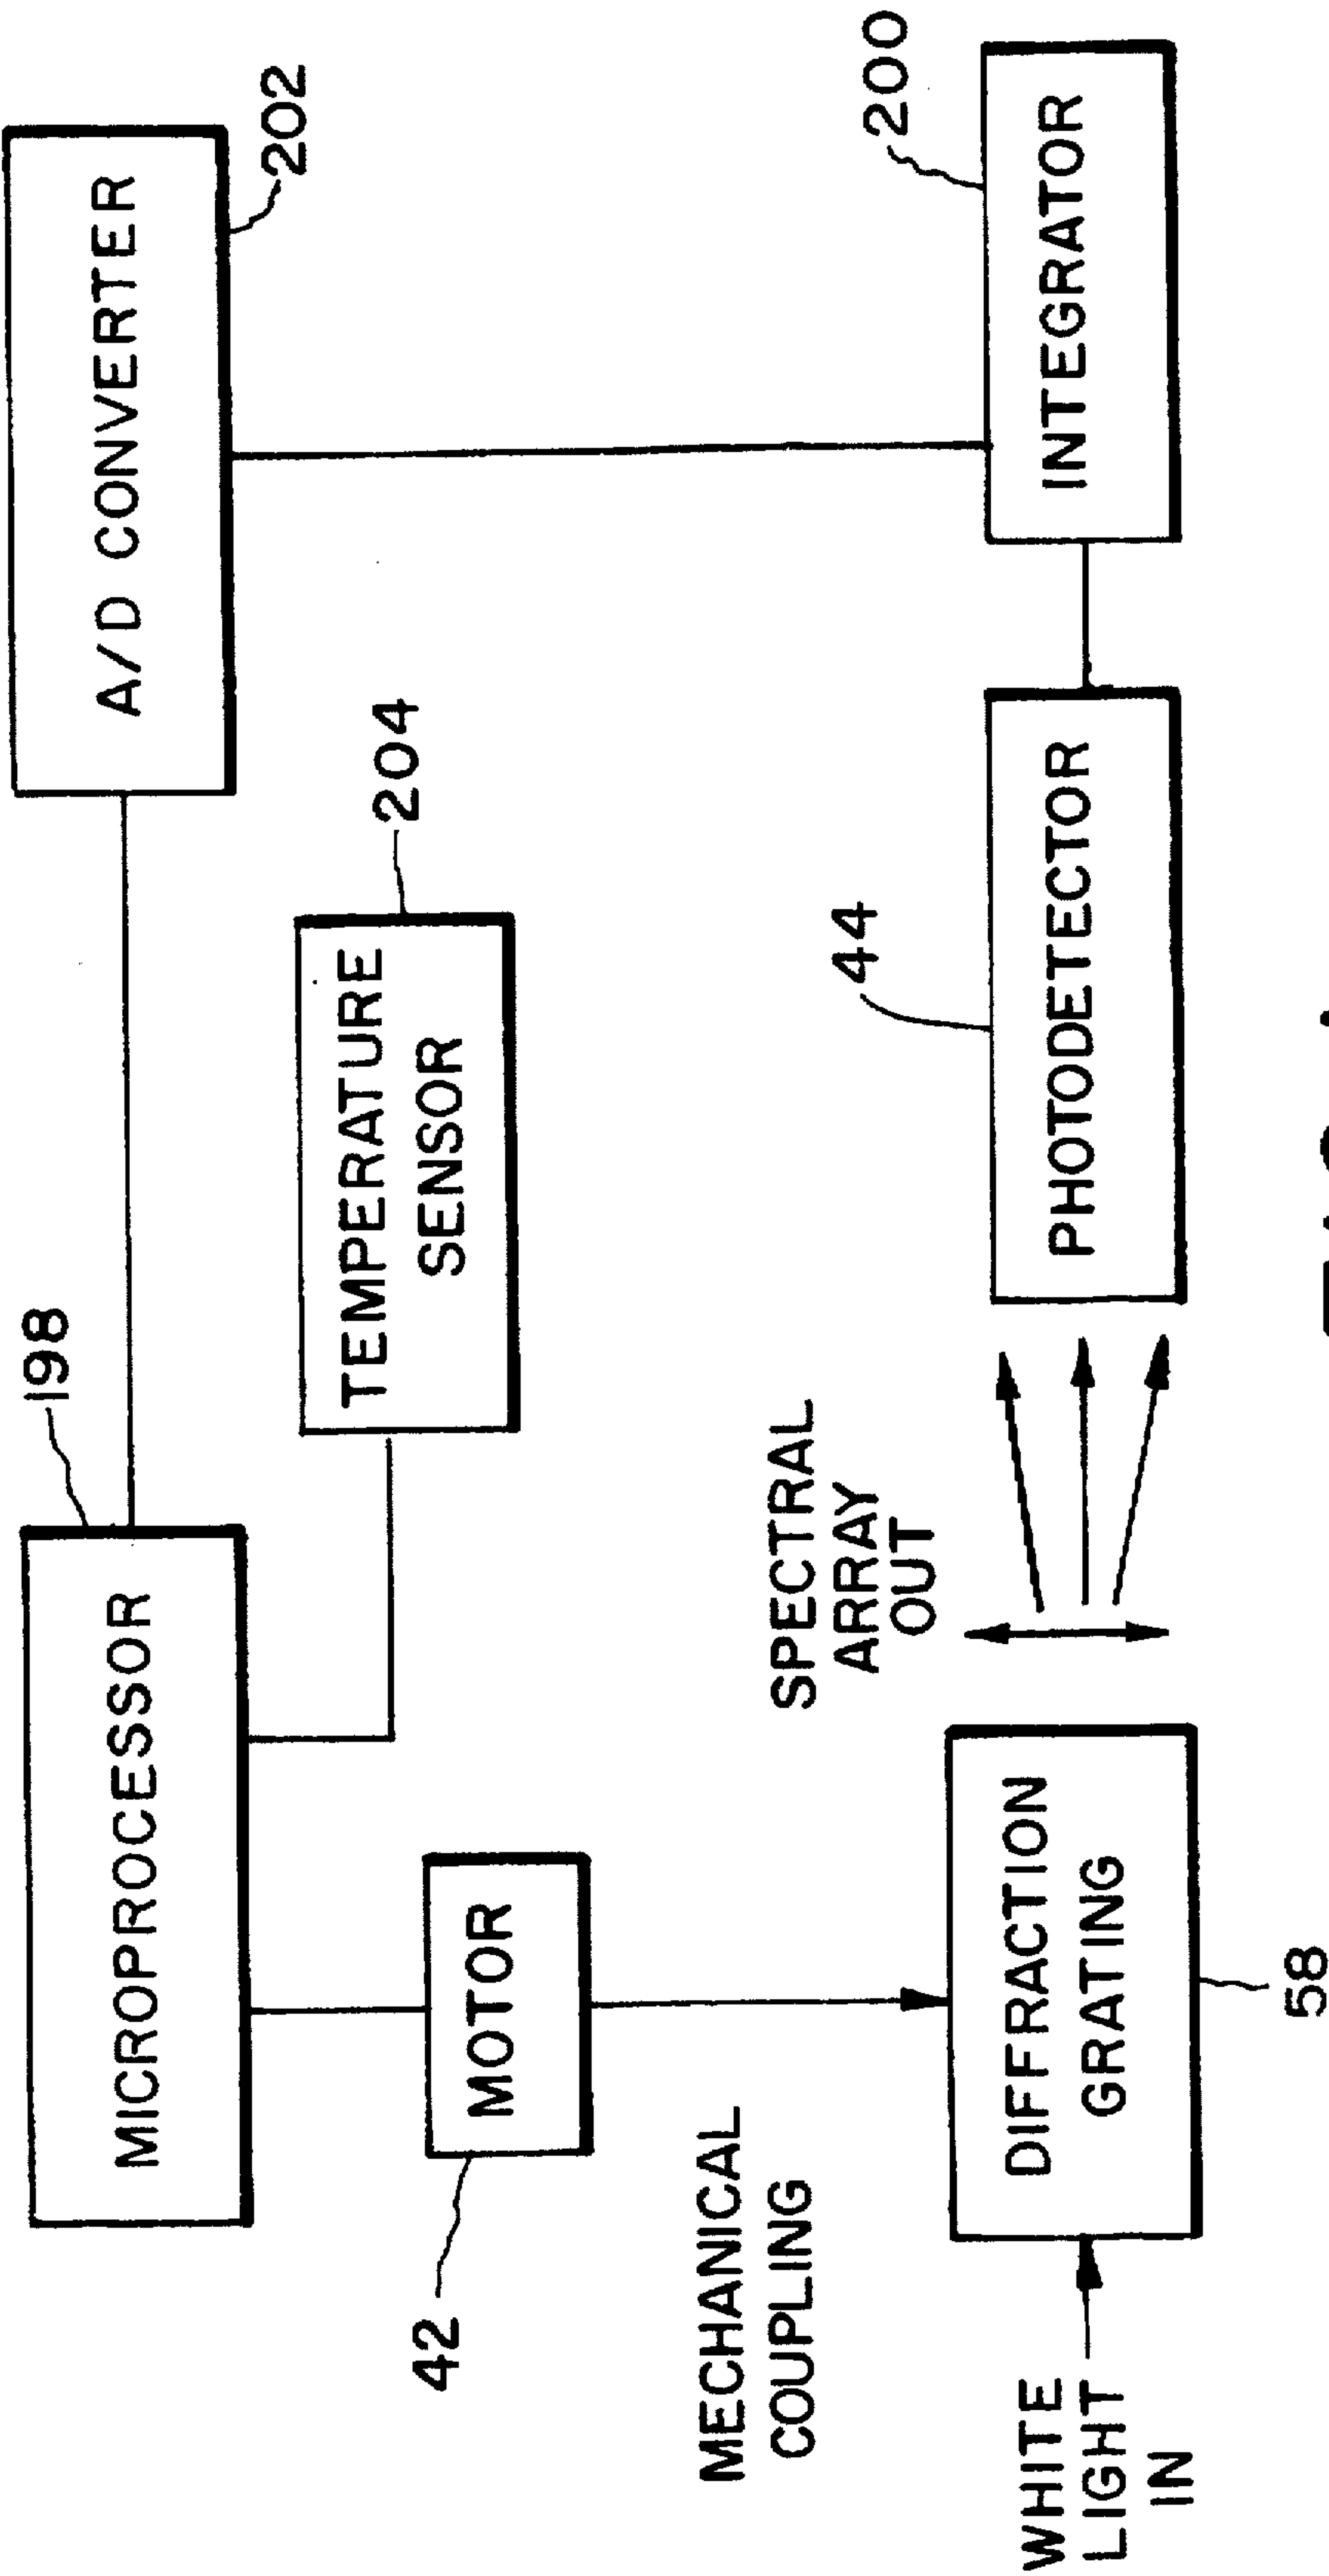 198
MICROPROCESSOR
A/D CONVERTER
202
TEMPERATURE
SENSOR
204
42
MOTOR
MECHANICAL
COUPLING
SPECTRAL
ARRAY
OUT
44
200
WHITE
LIGHT
IN
DIFFRACTION
GRATING
PHOTODETECTOR
INTEGRATOR
58